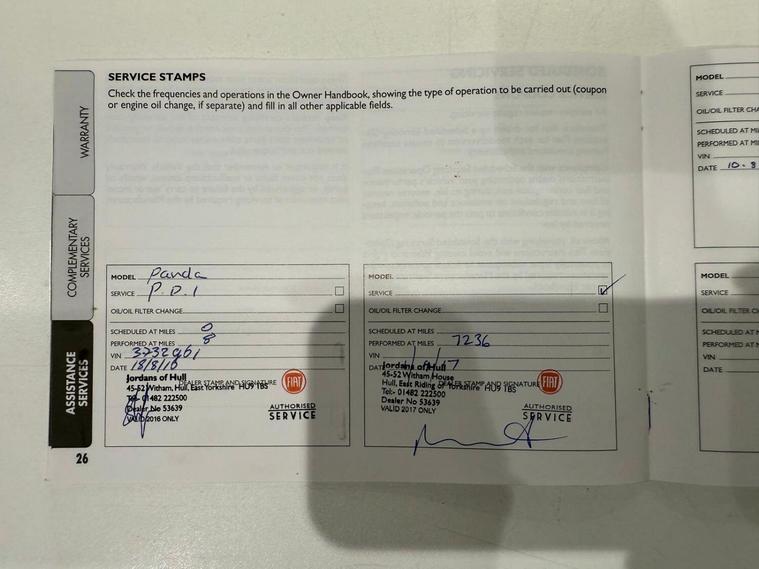 SERVICE STAMPS
Check the frequencies and operations in the Owner Handbook, showing the type of operation to be carried out (coupon
or engine oil change, if separate) and fill in all other applicable fields.
WARRANTY
COMPLEMENTARY
SERVICES
ASSISTANCE
SERVICES
26
MODEL Panda
SERVICE P.D.I
OIL/OIL FILTER CHANGE
SCHEDULED AT MILES 0
PERFORMED AT MILES 8
VIN
DATE 18/8/16
Jordans of Hull
DEALER STAMP AND SIGNATURE
45-52 Witham, Hull, East Yorkshire HU9 1BS
Tel:- 01482 222500
Dealer No 53639
VALID 2016 ONLY
FIAT
AUTHORISED
SERVICE
MODEL
SERVICE
OIL/OIL FILTER CHANGE
SCHEDULED AT MILES
PERFORMED AT MILES 7236
VIN
DATE
Jordans of Hull
45-52 Witham House
DEALER STAMP AND SIGNATURE
Hull, East Riding of Yorkshire HU9 1BS
Tel:- 01482 222500
Dealer No 53639
VALID 2017 ONLY
FIAT
AUTHORISED
SERVICE
MODEL
SERVICE
OIL/OIL FILTER CHA
SCHEDULED AT MI
PERFORMED AT MI
VIN
DATE 10-8
MODEL
SERVICE
OIL/OIL FILTER C
SCHEDULED AT M
PERFORMED AT M
VIN
DATE